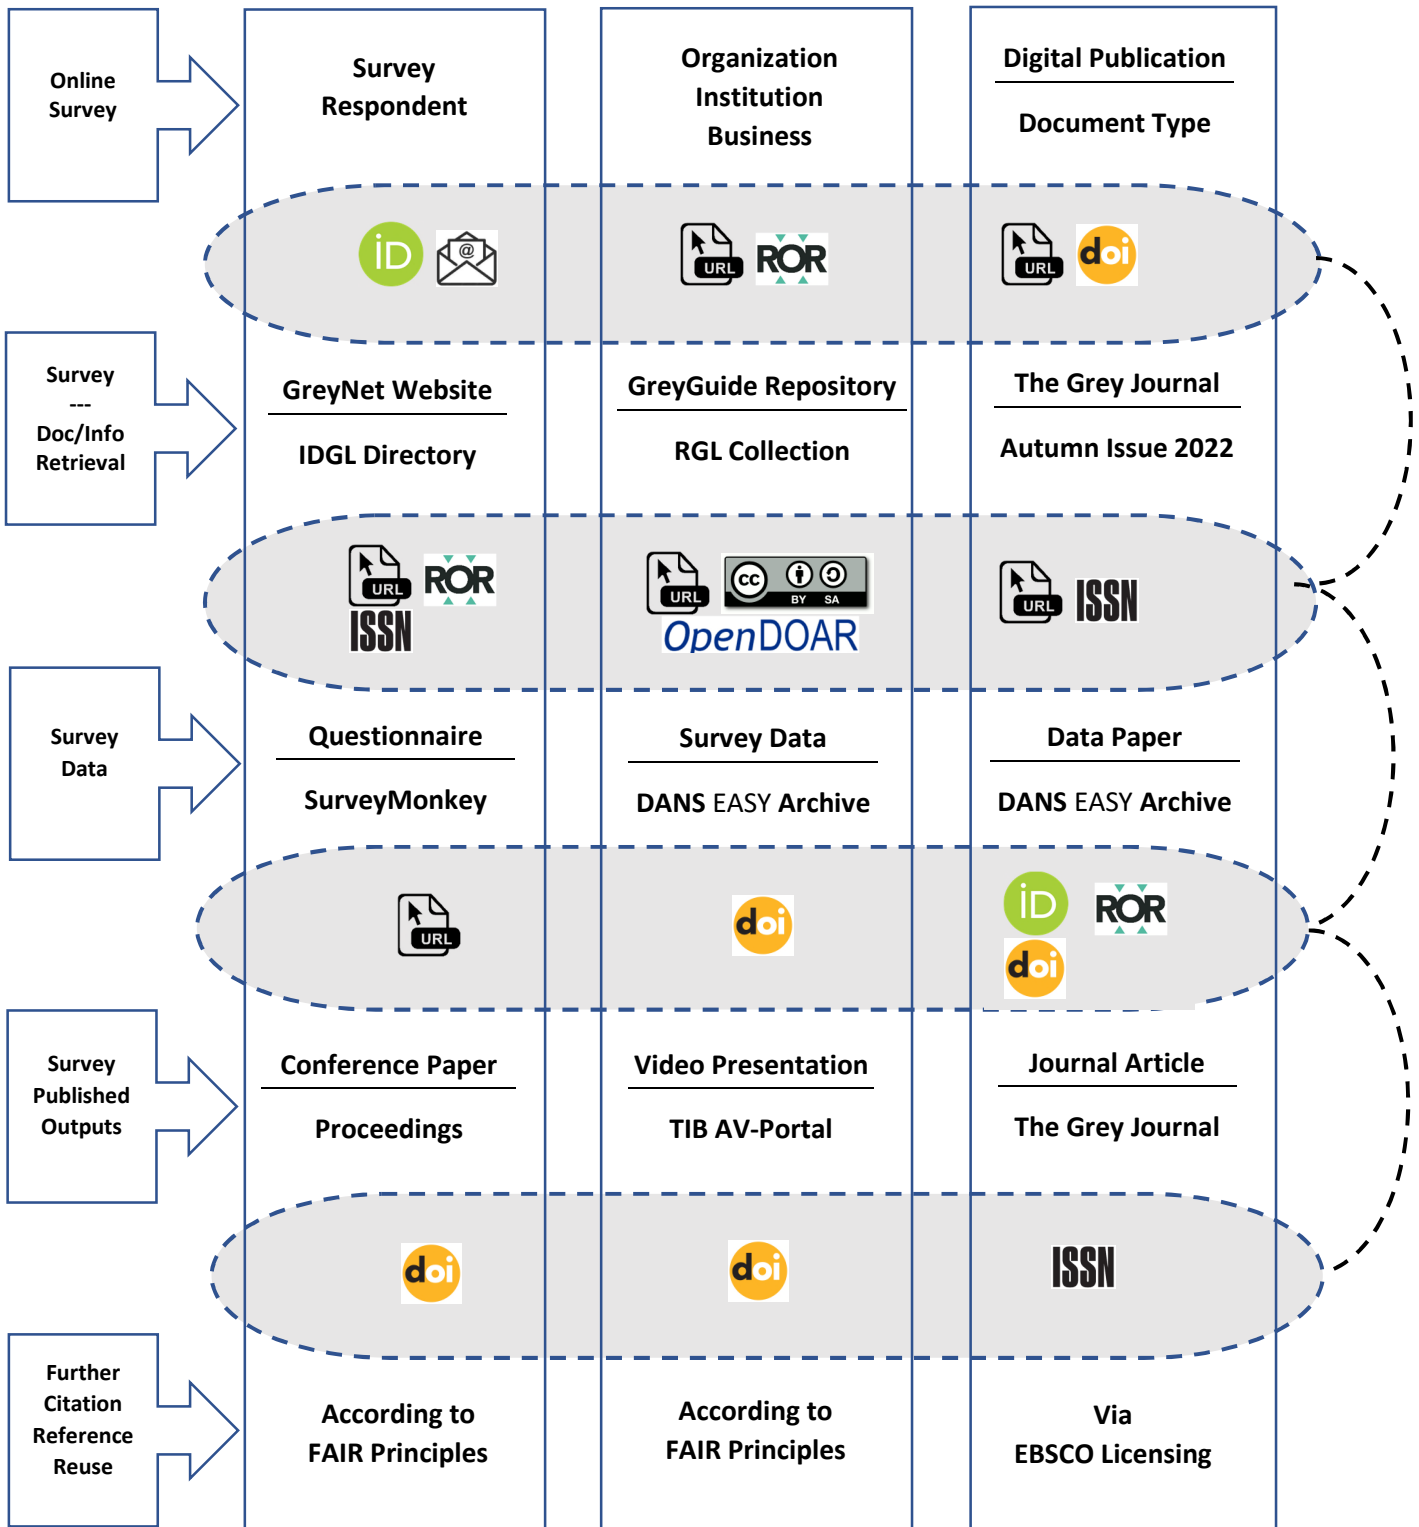 Online
Survey
Survey
Respondent
Organization
Institution
Business
Digital Publication
Document Type
iD
@
URL
ROR
URL
doi
Survey
---
Doc/Info
Retrieval
GreyNet Website
IDGL Directory
GreyGuide Repository
RGL Collection
The Grey Journal
Autumn Issue 2022
URL
ROR
ISSN
URL
cc
BY SA
OpenDOAR
URL
ISSN
Survey
Data
Questionnaire
SurveyMonkey
Survey Data
DANS EASY Archive
Data Paper
DANS EASY Archive
URL
doi
iD
ROR
doi
Survey
Published
Outputs
Conference Paper
Proceedings
Video Presentation
TIB AV-Portal
Journal Article
The Grey Journal
doi
doi
ISSN
Further
Citation
Reference
Reuse
According to
FAIR Principles
According to
FAIR Principles
Via
EBSCO Licensing